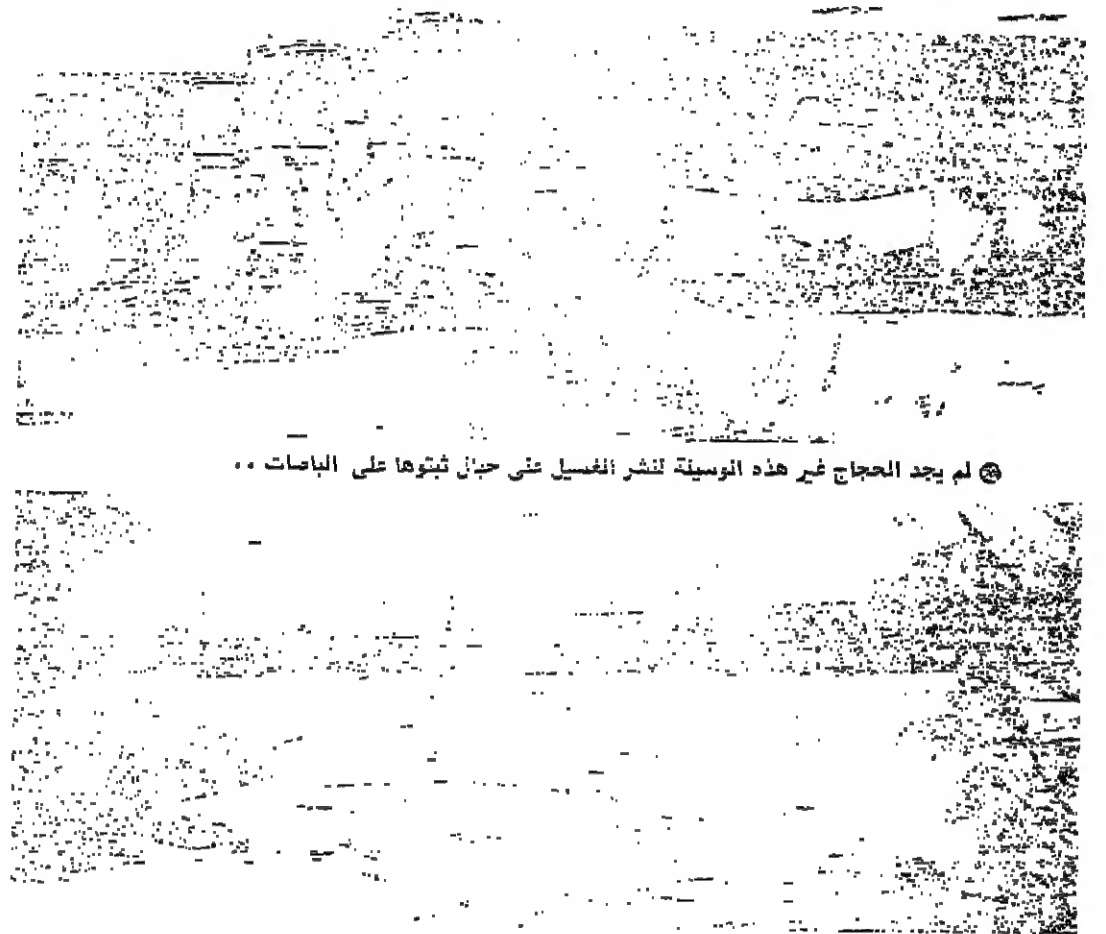 لم يجد الحجاج غير هذه الوسيلة لنشر الغسيل على حبال ثبتوها على الباصات ..